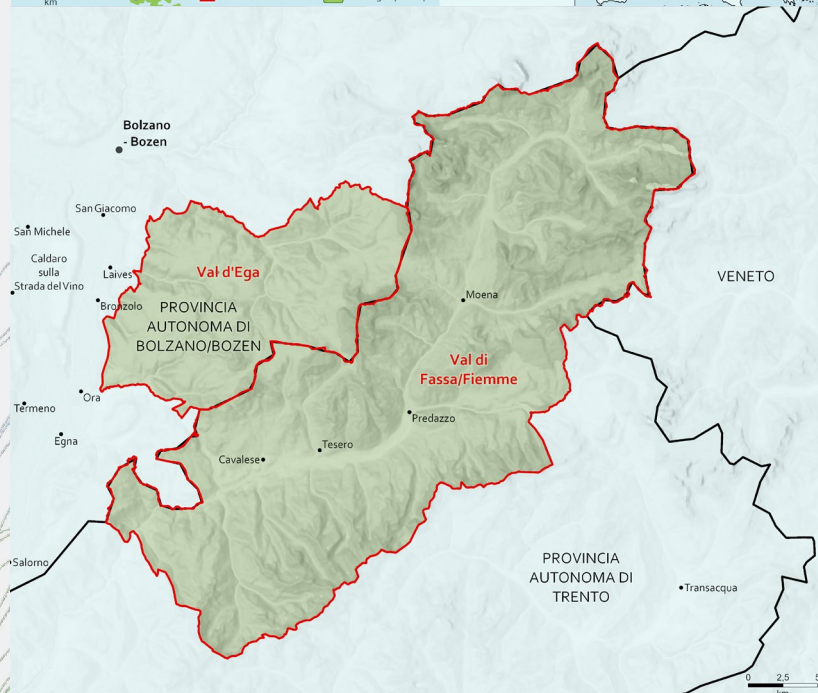 km
Bolzano
- Bozen
San Giacomo
San Michele
Caldaro
sulla
Strada del Vino
Laives
Val d'Ega
VENETO
Bronzolo
PROVINCIA
AUTONOMA DI
BOLZANO/BOZEN
Moena
Val di
Fassa/Fiemme
Ora
Termeno
Predazzo
Egna
Tesero
Cavalese
Salorno
PROVINCIA
AUTONOMA DI
TRENTO
Transacqua
0 2,5